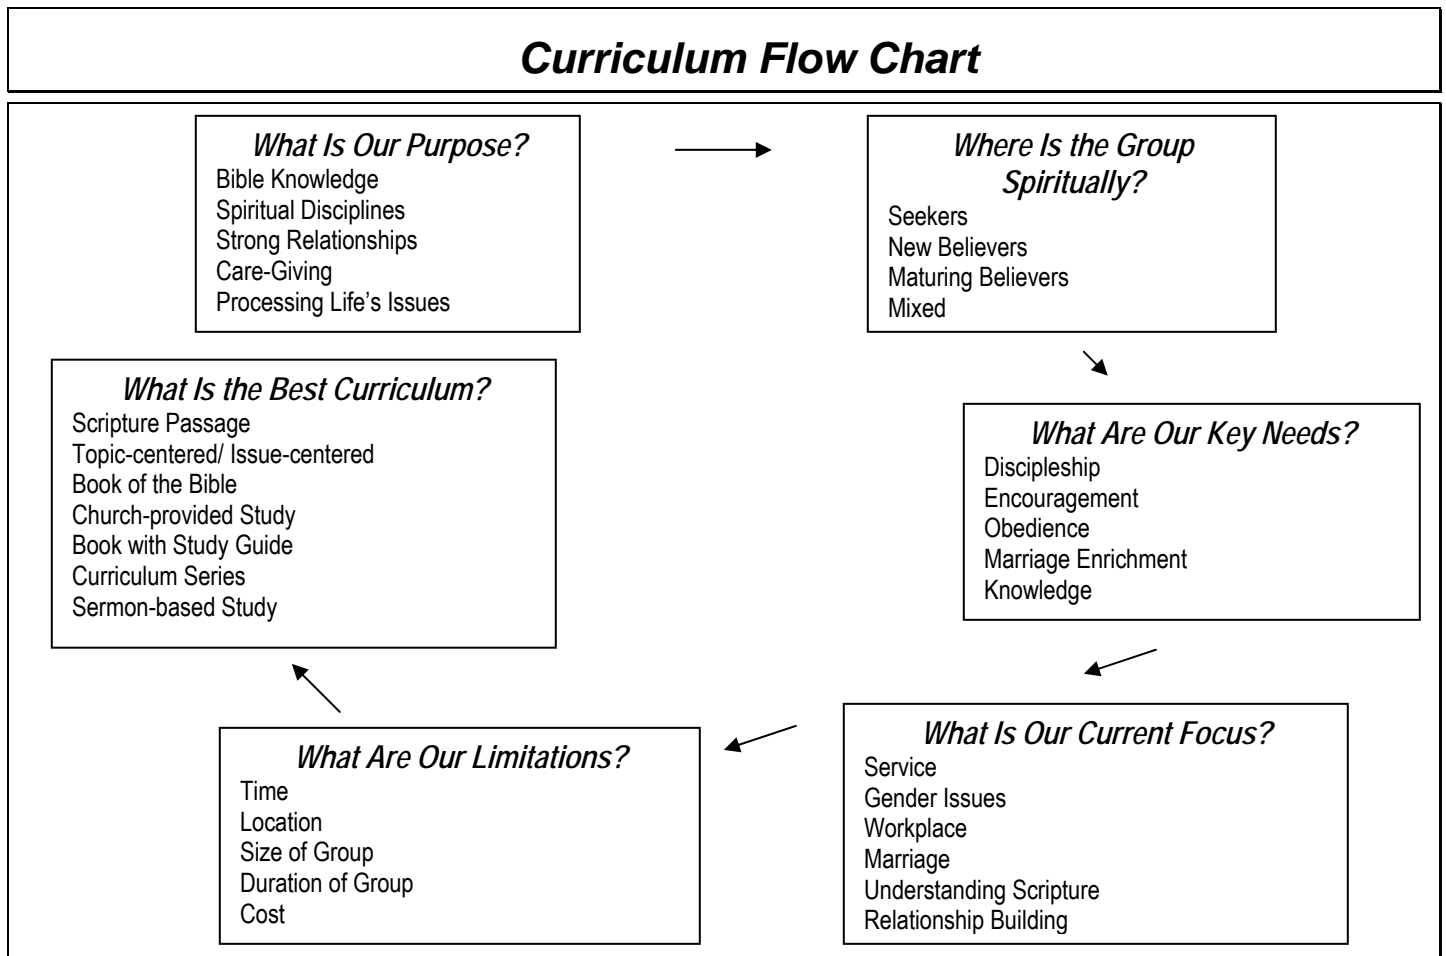 Curriculum Flow Chart
What Is Our Purpose?
Bible Knowledge
Spiritual Disciplines
Strong Relationships
Care-Giving
Processing Life’s Issues
Where Is the Group
Spiritually?
Seekers
New Believers
Maturing Believers
Mixed
What Are Our Key Needs?
Discipleship
Encouragement
Obedience
Marriage Enrichment
Knowledge
What Is Our Current Focus?
Service
Gender Issues
Workplace
Marriage
Understanding Scripture
Relationship Building
What Are Our Limitations?
Time
Location
Size of Group
Duration of Group
Cost
What Is the Best Curriculum?
Scripture Passage
Topic-centered/ Issue-centered
Book of the Bible
Church-provided Study
Book with Study Guide
Curriculum Series
Sermon-based Study